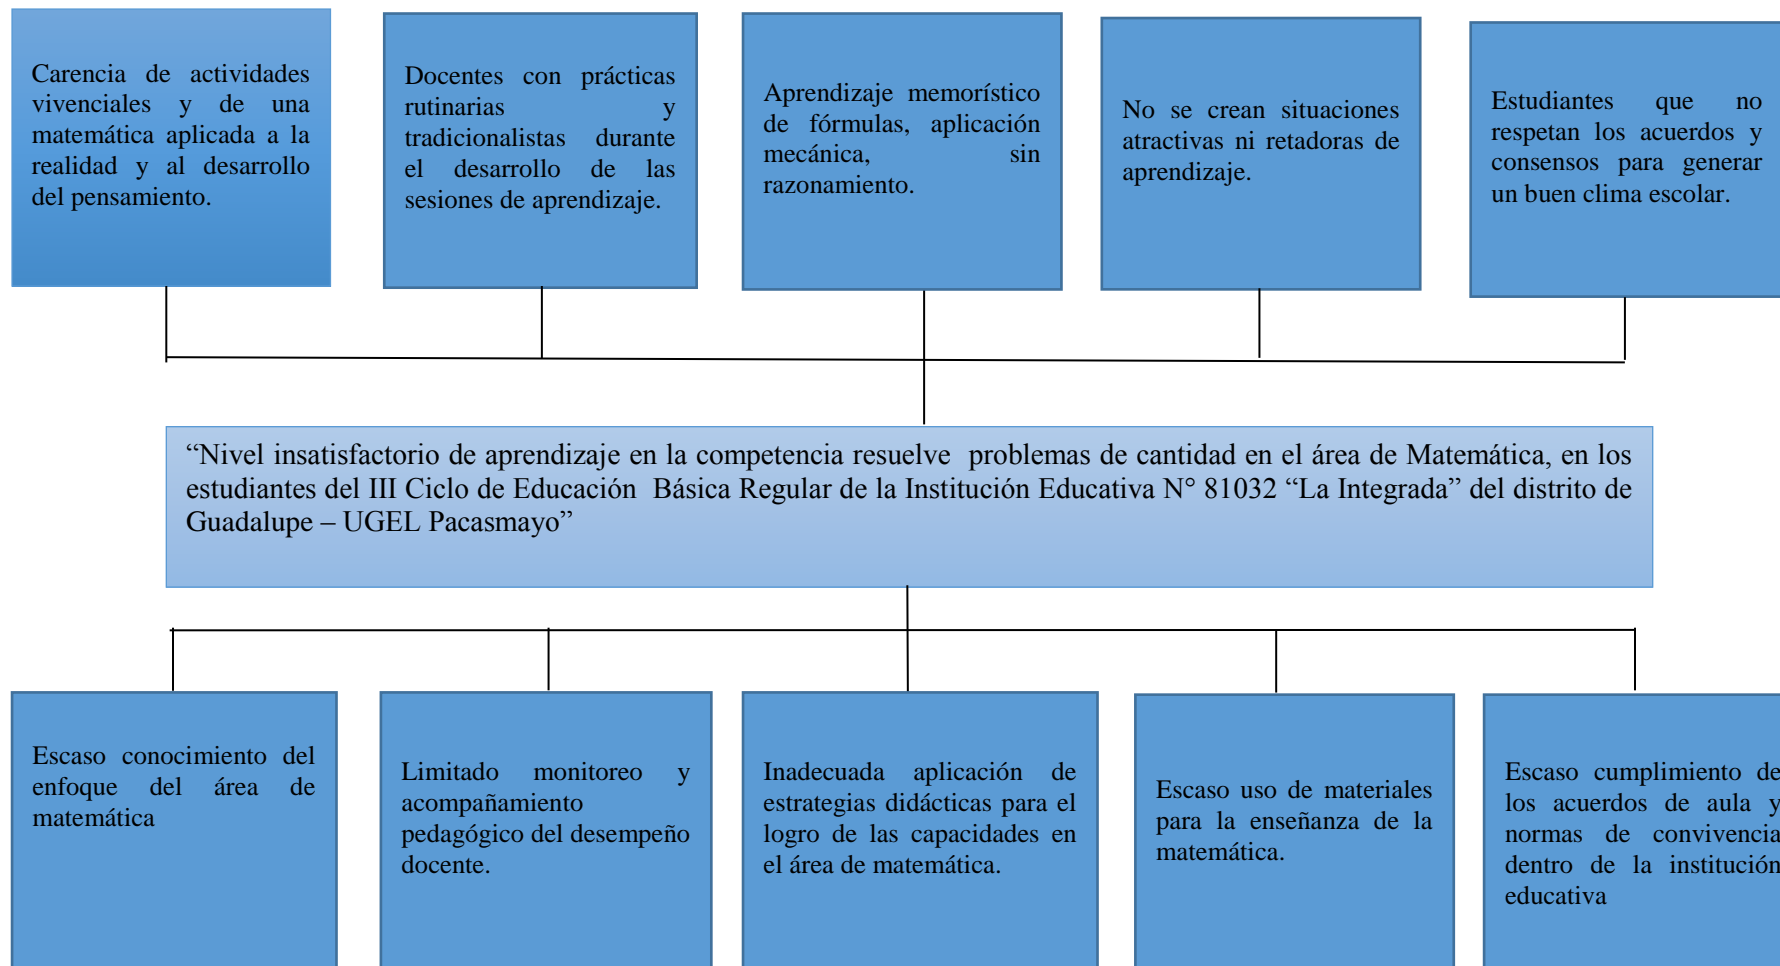 Carencia de actividades
vivenciales y de una
matemática aplicada a la
realidad y al desarrollo
del pensamiento.
Docentes con prácticas
rutinarias y
tradicionalistas durante
el desarrollo de las
sesiones de aprendizaje.
Aprendizaje memorístico
de fórmulas, aplicación
mecánica, sin
razonamiento.
No se crean situaciones
atractivas ni retadoras de
aprendizaje.
Estudiantes que no
respetan los acuerdos y
consensos para generar
un buen clima escolar.
“Nivel insatisfactorio de aprendizaje en la competencia resuelve problemas de cantidad en el área de Matemática, en los
estudiantes del III Ciclo de Educación Básica Regular de la Institución Educativa N° 81032 “La Integrada” del distrito de
Guadalupe – UGEL Pacasmayo”
Escaso conocimiento del
enfoque del área de
matemática
Limitado monitoreo y
acompañamiento
pedagógico del desempeño
docente.
Inadecuada aplicación de
estrategias didácticas para el
logro de las capacidades en
el área de matemática.
Escaso uso de materiales
para la enseñanza de la
matemática.
Escaso cumplimiento de
los acuerdos de aula y
normas de convivencia
dentro de la institución
educativa